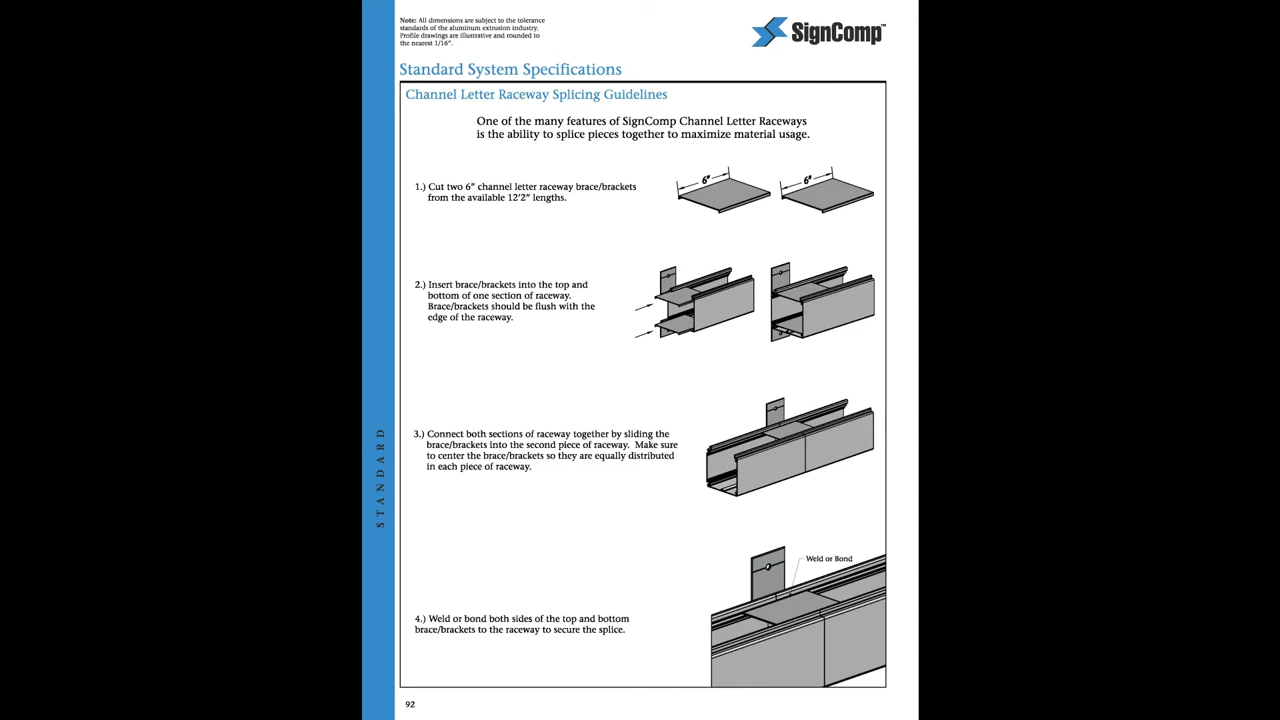 Note: All dimensions are subject to the tolerance
standards of the aluminum extrusion industry.
Profile drawings are illustrative and rounded to
the nearest 1/16".
SignComp™
Standard System Specifications
Channel Letter Raceway Splicing Guidelines
One of the many features of SignComp Channel Letter Raceways
is the ability to splice pieces together to maximize material usage.
1.) Cut two 6" channel letter raceway brace/brackets
from the available 12'2" lengths.
6"
6"
2.) Insert brace/brackets into the top and
bottom of one section of raceway.
Brace/brackets should be flush with the
edge of the raceway.
3.) Connect both sections of raceway together by sliding the
brace/brackets into the second piece of raceway. Make sure
to center the brace/brackets so they are equally distributed
in each piece of raceway.
STANDARD
Weld or Bond
4.) Weld or bond both sides of the top and bottom
brace/brackets to the raceway to secure the splice.
92